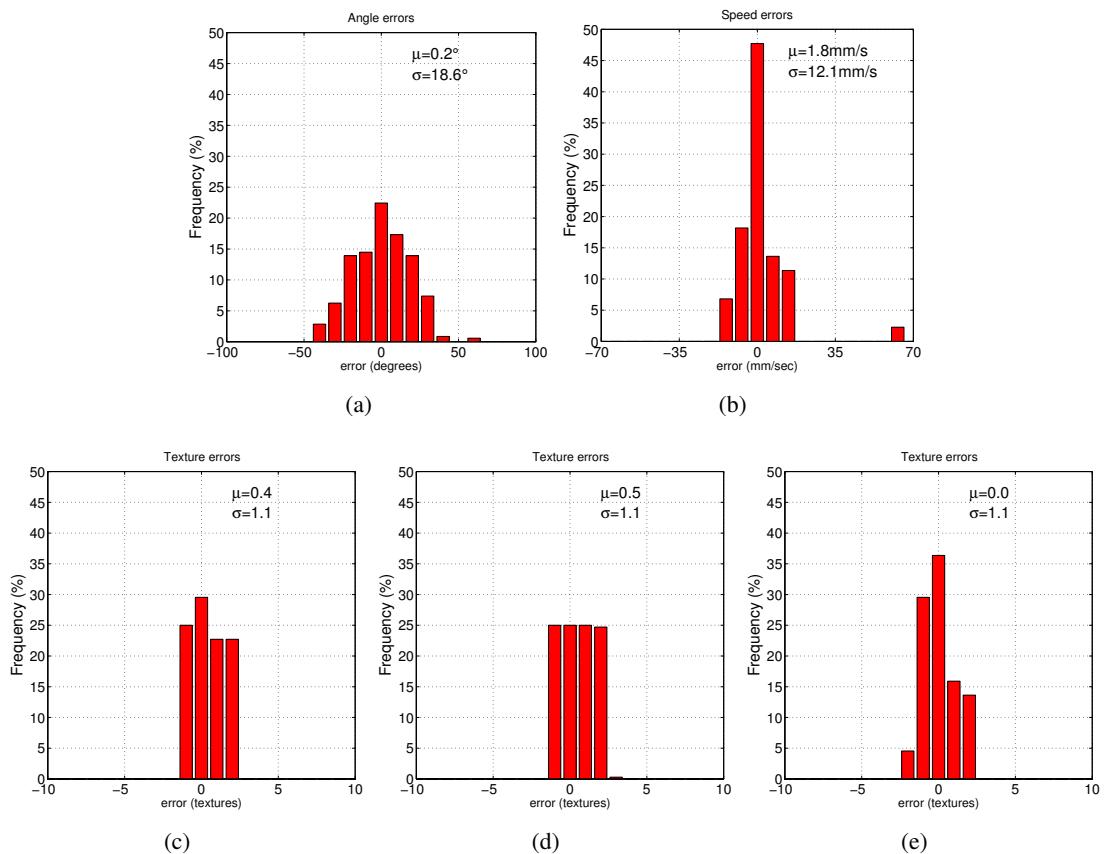 Angle errors
50
45
40
35
30
25
20
15
10
5
0
Frequency (%)
μ=0.2°
σ=18.6°
−100
−50
0
50
100
error (degrees)
(a)
Speed errors
50
45
40
35
30
25
20
15
10
5
0
Frequency (%)
μ=1.8mm/s
σ=12.1mm/s
−70
−35
0
35
70
error (mm/sec)
(b)
Texture errors
50
45
40
35
30
25
20
15
10
5
0
Frequency (%)
μ=0.4
σ=1.1
−10
−5
0
5
10
error (textures)
(c)
Texture errors
50
45
40
35
30
25
20
15
10
5
0
Frequency (%)
μ=0.5
σ=1.1
−10
−5
0
5
10
error (textures)
(d)
Texture errors
50
45
40
35
30
25
20
15
10
5
0
Frequency (%)
μ=0.0
σ=1.1
−10
−5
0
5
10
error (textures)
(e)